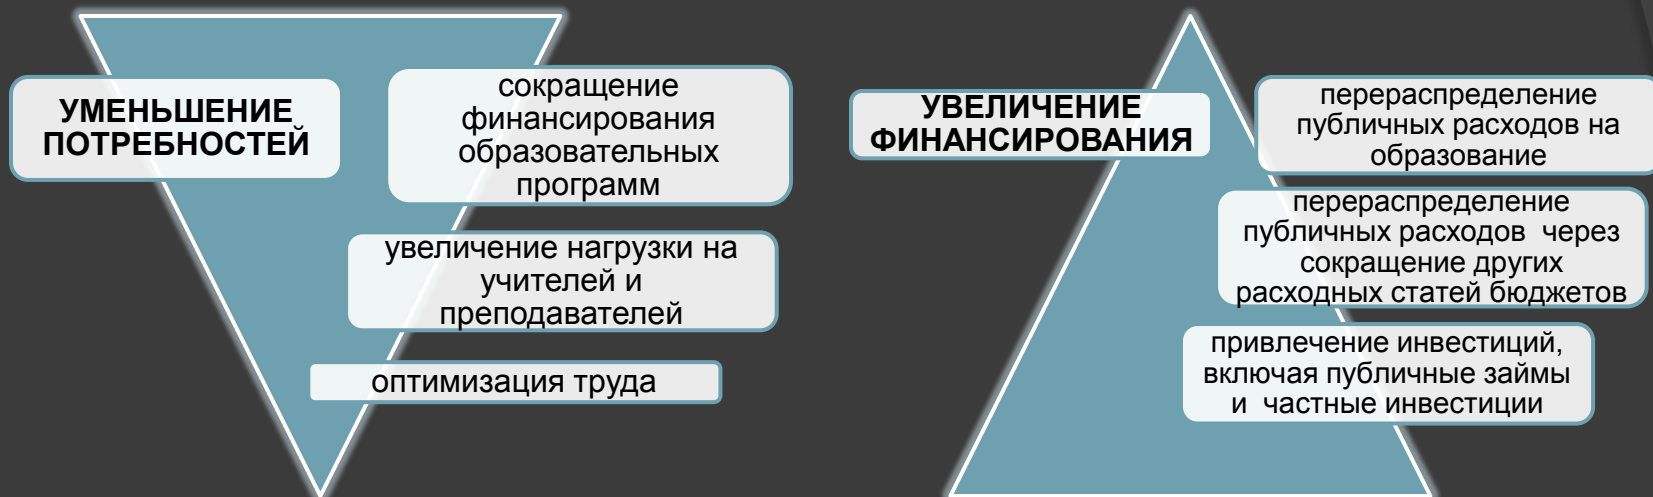 УМЕНЬШЕНИЕ
ПОТРЕБНОСТЕЙ
сокращение
финансирования
образовательных
программ
увеличение нагрузки на
учителей и
преподавателей
оптимизация труда
УВЕЛИЧЕНИЕ
ФИНАНСИРОВАНИЯ
перераспределение
публичных расходов на
образование
перераспределение
публичных расходов через
сокращение других
расходных статей бюджетов
привлечение инвестиций,
включая публичные займы
и частные инвестиции